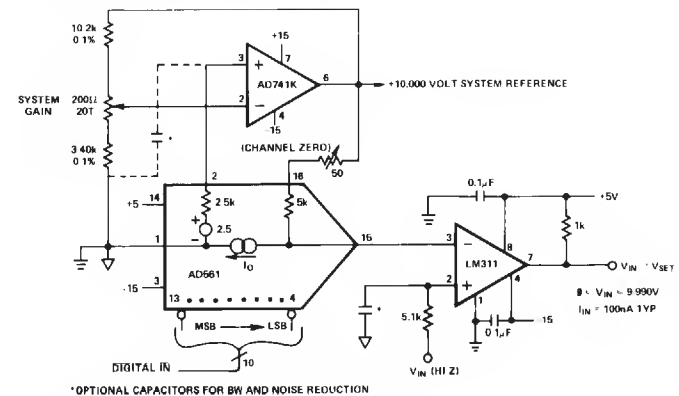 10.2k
0.1%
+15
3
7
+
AD741K
6
+10.000 VOLT SYSTEM REFERENCE
SYSTEM
GAIN
200Ω
20T
2
−
4
−15
*
(CHANNEL ZERO)
3.40k
0.1%
50
2
16
0.1μF
+5V
+5
14
2.5k
5k
1k
+
2.5
−
8
1
15
3
−
7
VIN VSET
IO
LM311
AD561
2
+
0 < VIN < 9.990V
-15
3
1
4
*
−15
IIN = 100nA TYP
13
4
5.1k
0.1μF
MSB
LSB
10
DIGITAL IN
VIN (HI Z)
*OPTIONAL CAPACITORS FOR BW AND NOISE REDUCTION